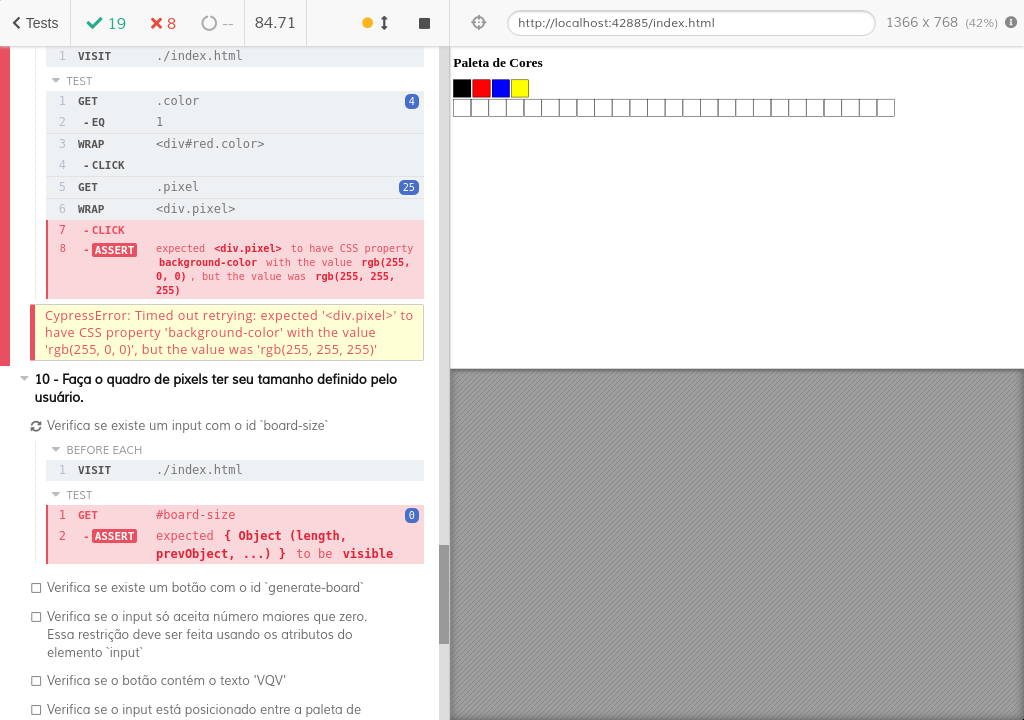 Tests 19 8 -- 84.71 http://localhost:42885/index.html 1366 x 768 (42%)
1 VISIT ./index.html
TEST
1 GET .color 4
2 - EQ 1
3 WRAP <div#red.color>
4 - CLICK
5 GET .pixel 25
6 WRAP <div.pixel>
7 - CLICK
8 - ASSERT expected <div.pixel> to have CSS property
background-color with the value rgb(255,
0, 0) , but the value was rgb(255, 255,
255)
CypressError: Timed out retrying: expected '<div.pixel>' to
have CSS property 'background-color' with the value
'rgb(255, 0, 0)', but the value was 'rgb(255, 255, 255)'
10 - Faça o quadro de pixels ter seu tamanho definido pelo
usuário.
Verifica se existe um input com o id `board-size`
BEFORE EACH
1 VISIT ./index.html
TEST
1 GET #board-size 0
2 - ASSERT expected { Object (length,
prevObject, ...) } to be visible
Verifica se existe um botão com o id `generate-board`
Verifica se o input só aceita número maiores que zero.
Essa restrição deve ser feita usando os atributos do
elemento `input`
Verifica se o botão contém o texto 'VQV'
Verifica se o input está posicionado entre a paleta de
Paleta de Cores